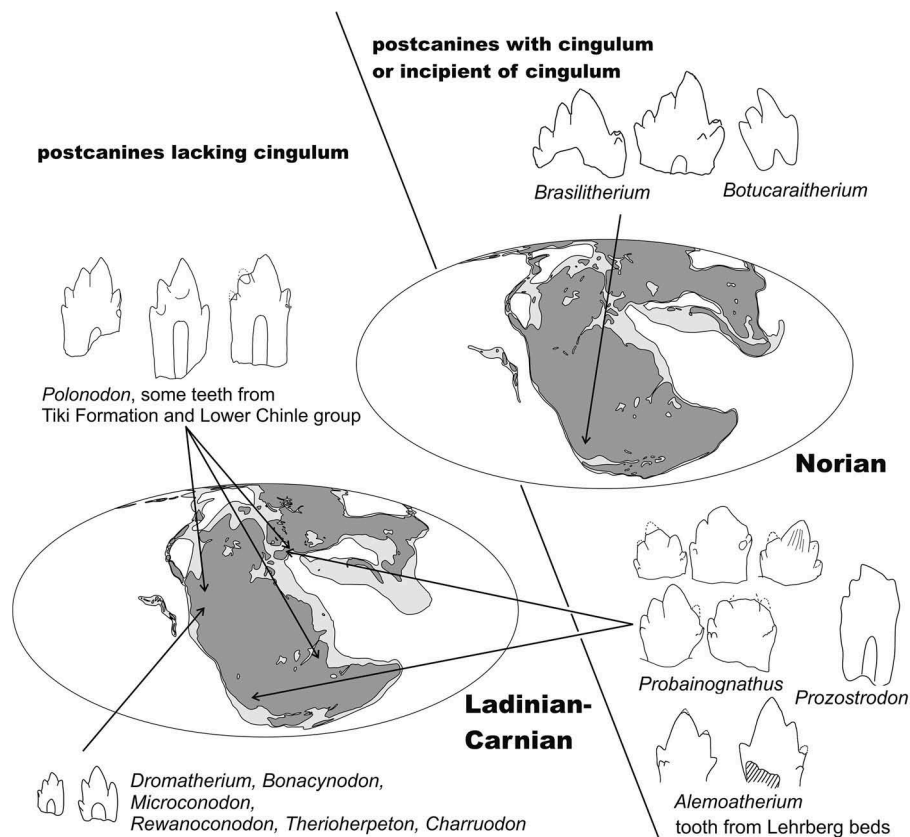 postcanines with cingulum
or incipient of cingulum
postcanines lacking cingulum
Brasilitherium
Botucaraitherium
Polonodon, some teeth from
Tiki Formation and Lower Chinle group
Norian
Ladinian-
Carnian
Probainognathus
Prozostrodon
Dromatherium, Bonacynodon,
Microconodon,
Rewanoconodon, Therioherpeton, Charruodon
Alemoatherium
tooth from Lehrberg beds